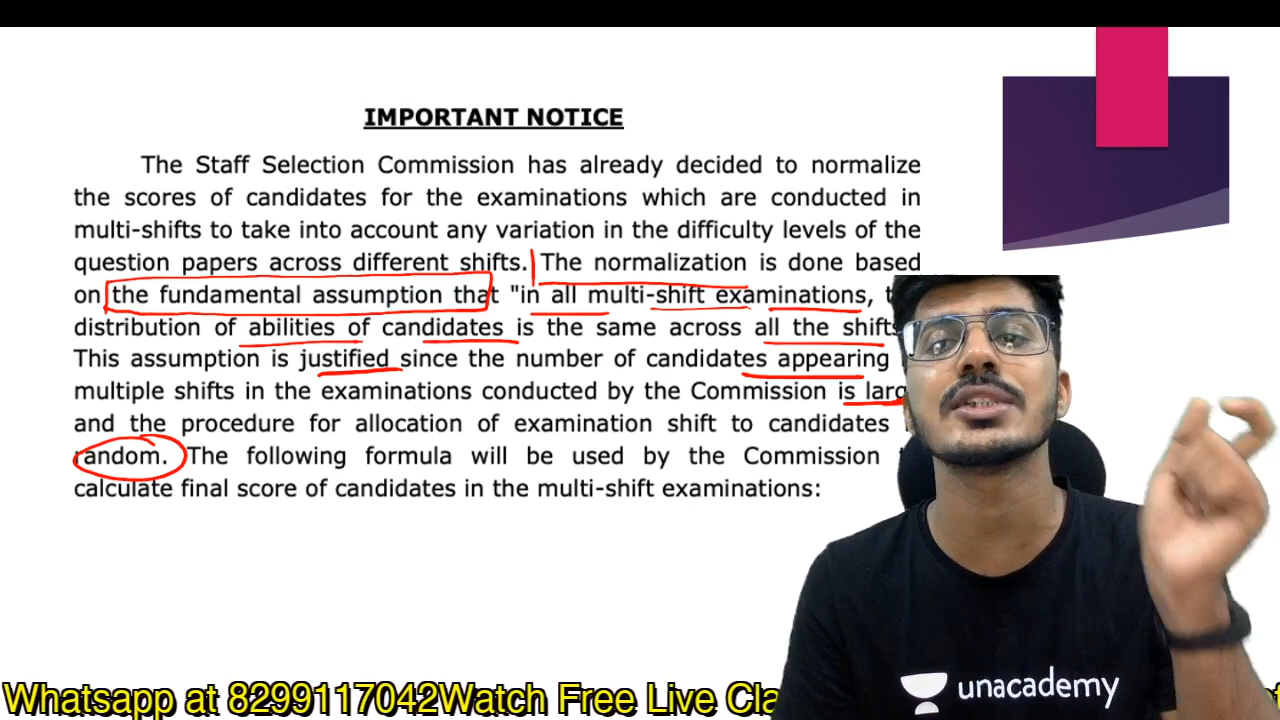 IMPORTANT NOTICE
The Staff Selection Commission has already decided to normalize
the scores of candidates for the examinations which are conducted in
multi-shifts to take into account any variation in the difficulty levels of the
question papers across different shifts. The normalization is done based
on the fundamental assumption that "in all multi-shift examinations,
distribution of abilities of candidates is the same across all the shifts
This assumption is justified since the number of candidates appearing
multiple shifts in the examinations conducted by the Commission is larg
and the procedure for allocation of examination shift to candidates
random. The following formula will be used by the Commission
calculate final score of candidates in the multi-shift examinations:
unacademy
Whatsapp at 8299117042Watch Free Live Cla